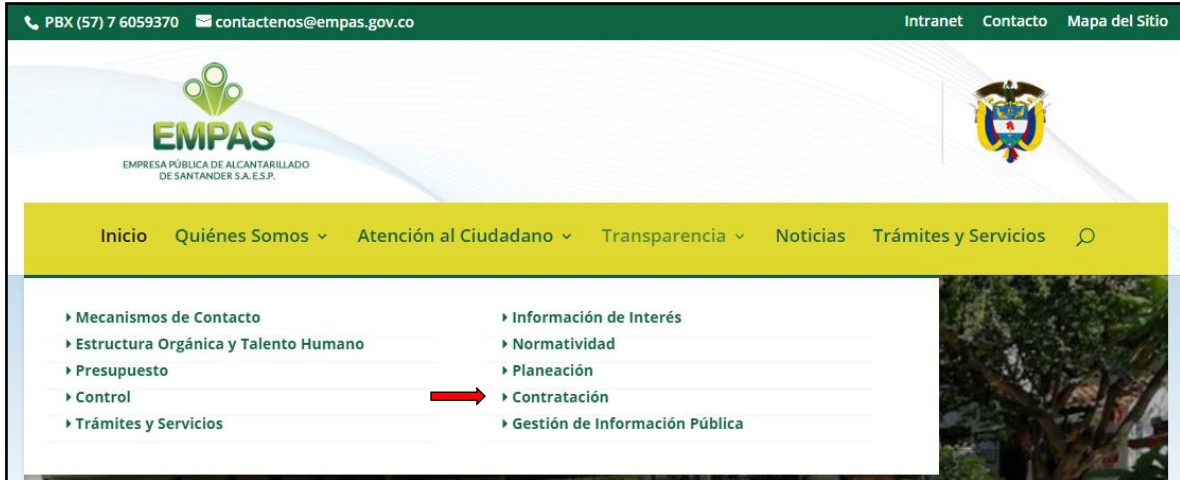 PBX (57) 7 6059370 contactenos@empas.gov.co Intranet Contacto Mapa del Sitio
EMPAS
EMPRESA PÚBLICA DE ALCANTARILLADO
DE SANTANDER S.A. E.S.P.
Inicio Quiénes Somos Atención al Ciudadano Transparencia Noticias Trámites y Servicios
Mecanismos de Contacto
Estructura Orgánica y Talento Humano
Presupuesto
Control
Trámites y Servicios
Información de Interés
Normatividad
Planeación
Contratación
Gestión de Información Pública